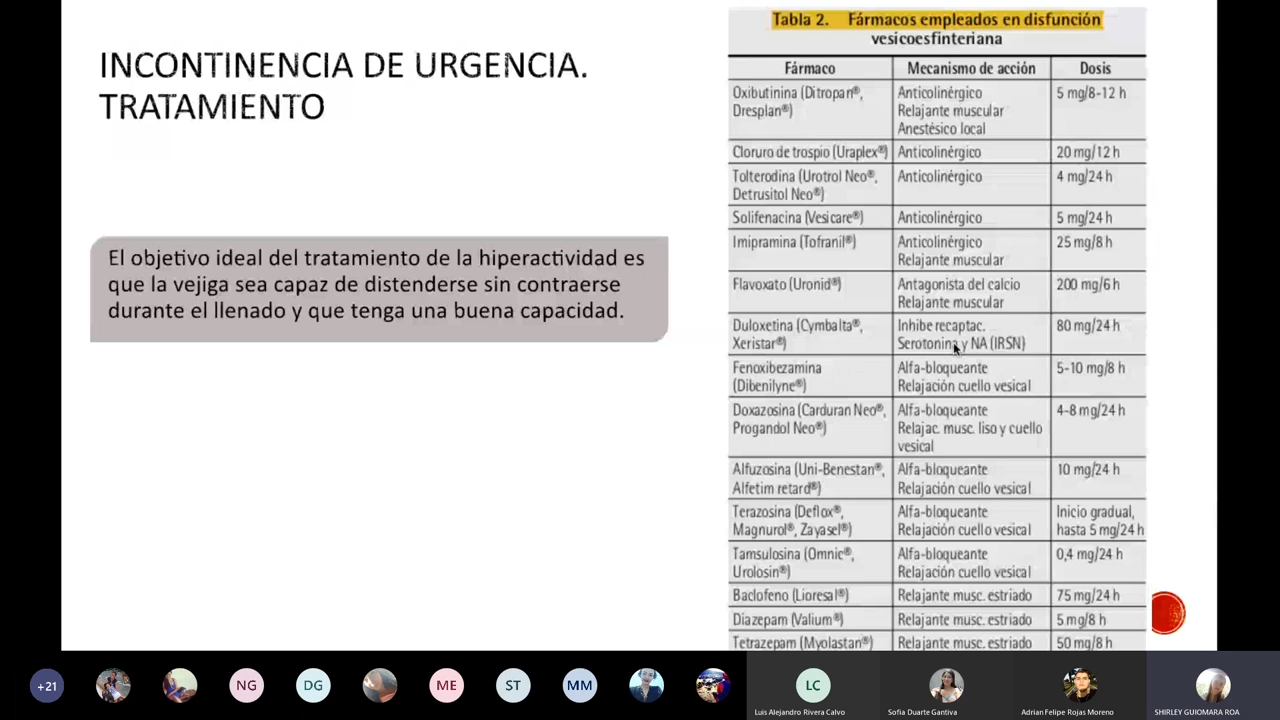 INCONTINENCIA DE URGENCIA.
TRATAMIENTO
El objetivo ideal del tratamiento de la hiperactividad es
que la vejiga sea capaz de distenderse sin contraerse
durante el llenado y que tenga una buena capacidad.
Tabla 2. Fármacos empleados en disfunción
vesicoesfinteriana
Fármaco Mecanismo de acción Dosis
Oxibutinina (Ditropan®, Anticolinérgico 5 mg/8-12 h
Dresplan®) Relajante muscular
Anestésico local
Cloruro de trospio (Uraplex®) Anticolinérgico 20 mg/12 h
Tolterodina (Urotrol Neo®, Anticolinérgico 4 mg/24 h
Detrusitol Neo®)
Solifenacina (Vesicare®) Anticolinérgico 5 mg/24 h
Imipramina (Tofranil®) Anticolinérgico 25 mg/8 h
Relajante muscular
Flavoxato (Uronid®) Antagonista del calcio 200 mg/6 h
Relajante muscular
Duloxetina (Cymbalta®, Inhibe recaptac. 80 mg/24 h
Xeristar®) Serotonina y NA (IRSN)
Fenoxibezamina Alfa-bloqueante 5-10 mg/8 h
(Dibenilyne®) Relajación cuello vesical
Doxazosina (Carduran Neo®, Alfa-bloqueante 4-8 mg/24 h
Progandol Neo®) Relajac. musc. liso y cuello
vesical
Alfuzosina (Uni-Benestan®, Alfa-bloqueante 10 mg/24 h
Alfetim retard®) Relajación cuello vesical
Terazosina (Deflox®, Alfa-bloqueante Inicio gradual,
Magnurol®, Zayasel®) Relajación cuello vesical hasta 5 mg/24 h
Tamsulosina (Omnic®, Alfa-bloqueante 0,4 mg/24 h
Urolosin®) Relajación cuello vesical
Baclofeno (Lioresal®) Relajante musc. estriado 75 mg/24 h
Diazepam (Valium®) Relajante musc. estriado 5 mg/8 h
Tetrazepam (Myolastan®) Relajante musc. estriado 50 mg/8 h
+21 NG DG ME ST MM LC
Luis Alejandro Rivera Calvo Sofia Duarte Gantiva Adrian Felipe Rojas Moreno SHIRLEY GUIOMARA ROA